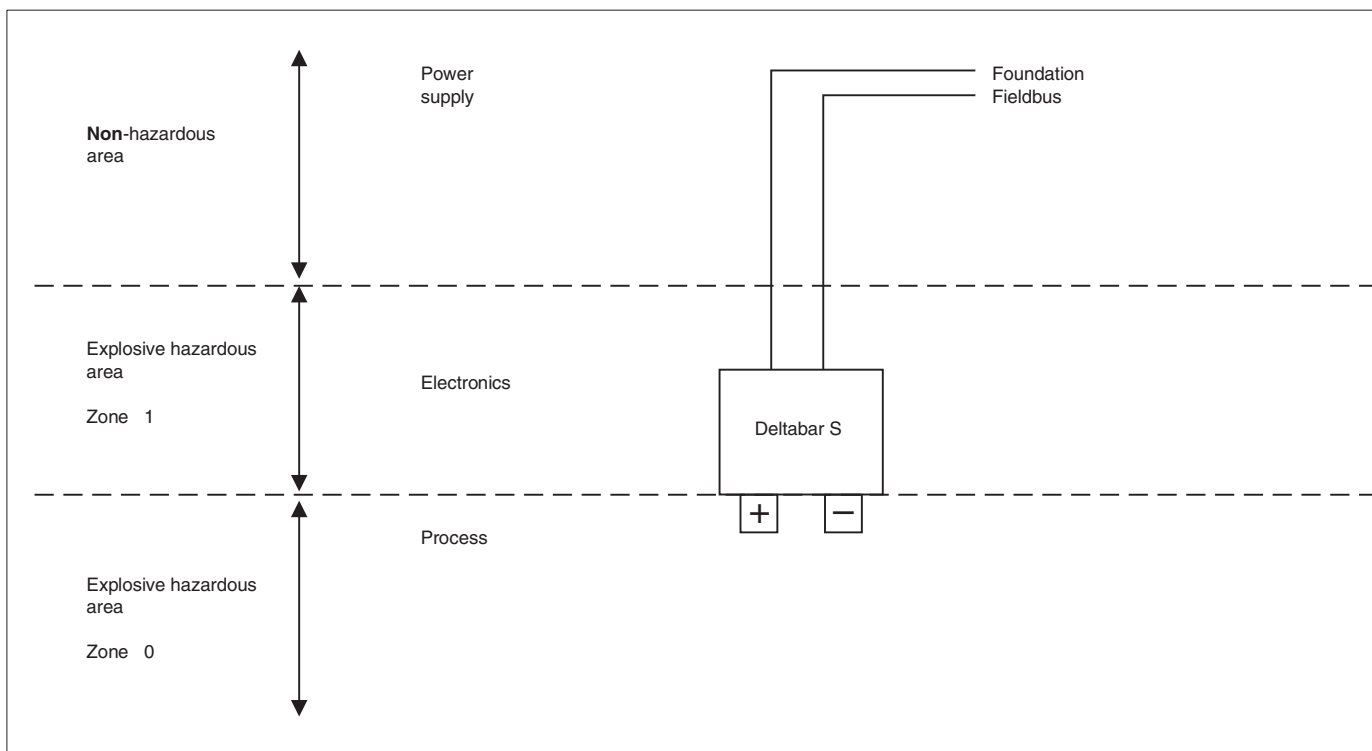 Power
supply
Foundation
Fieldbus
Non-hazardous
area
Explosive hazardous
area
Zone 1
Electronics
Deltabar S
+ −
Process
Explosive hazardous
area
Zone 0